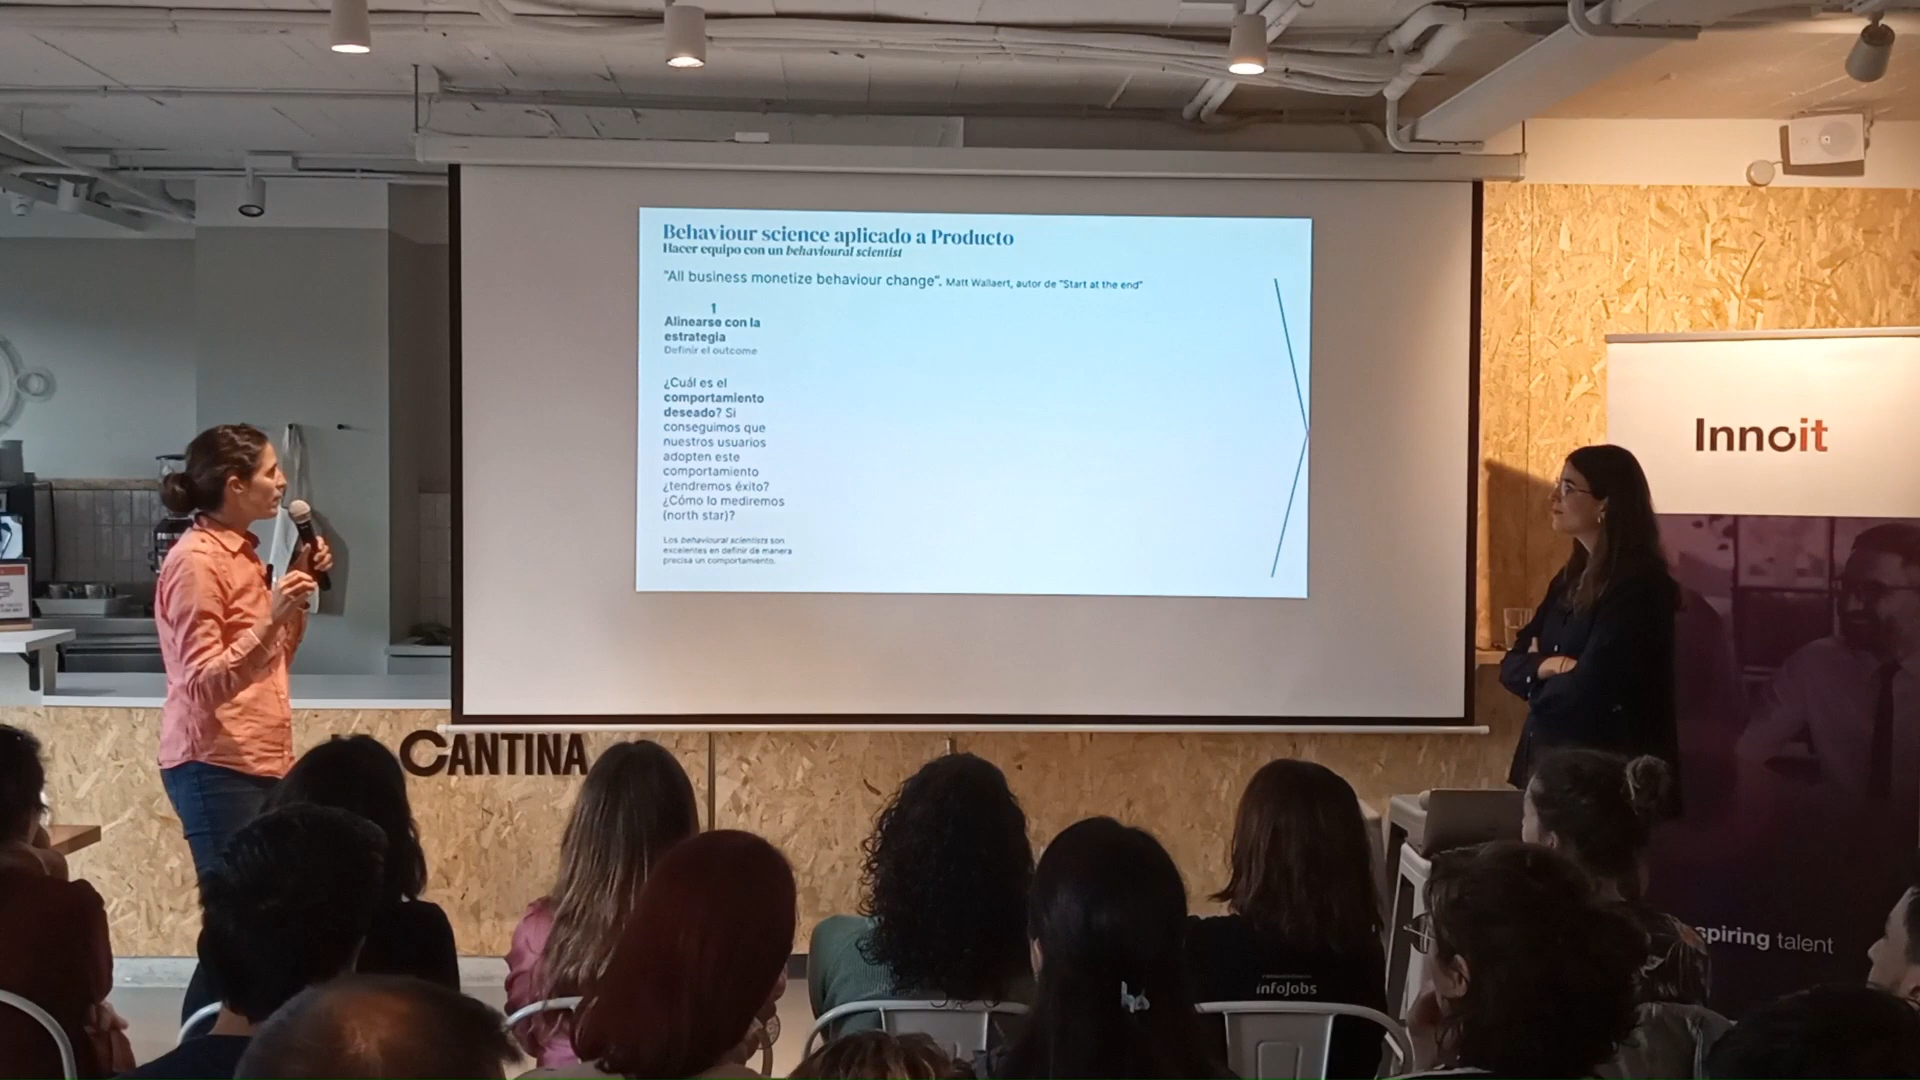 Behaviour science aplicado a Producto
Hacer equipo con un behavioural scientist
"All business monetize behaviour change". Matt Wallaert, autor de "Start at the end"
1
Alinearse con la
estrategia
Definir el outcome
¿Cuál es el
comportamiento
deseado? Si
conseguimos que
nuestros usuarios
adopten este
comportamiento
¿tendremos éxito?
¿Cómo lo mediremos
(north star)?
Los behavioural scientists son
excelentes en definir de manera
precisa un comportamiento.
Innoit
CANTINA
spiring talent
infoJobs